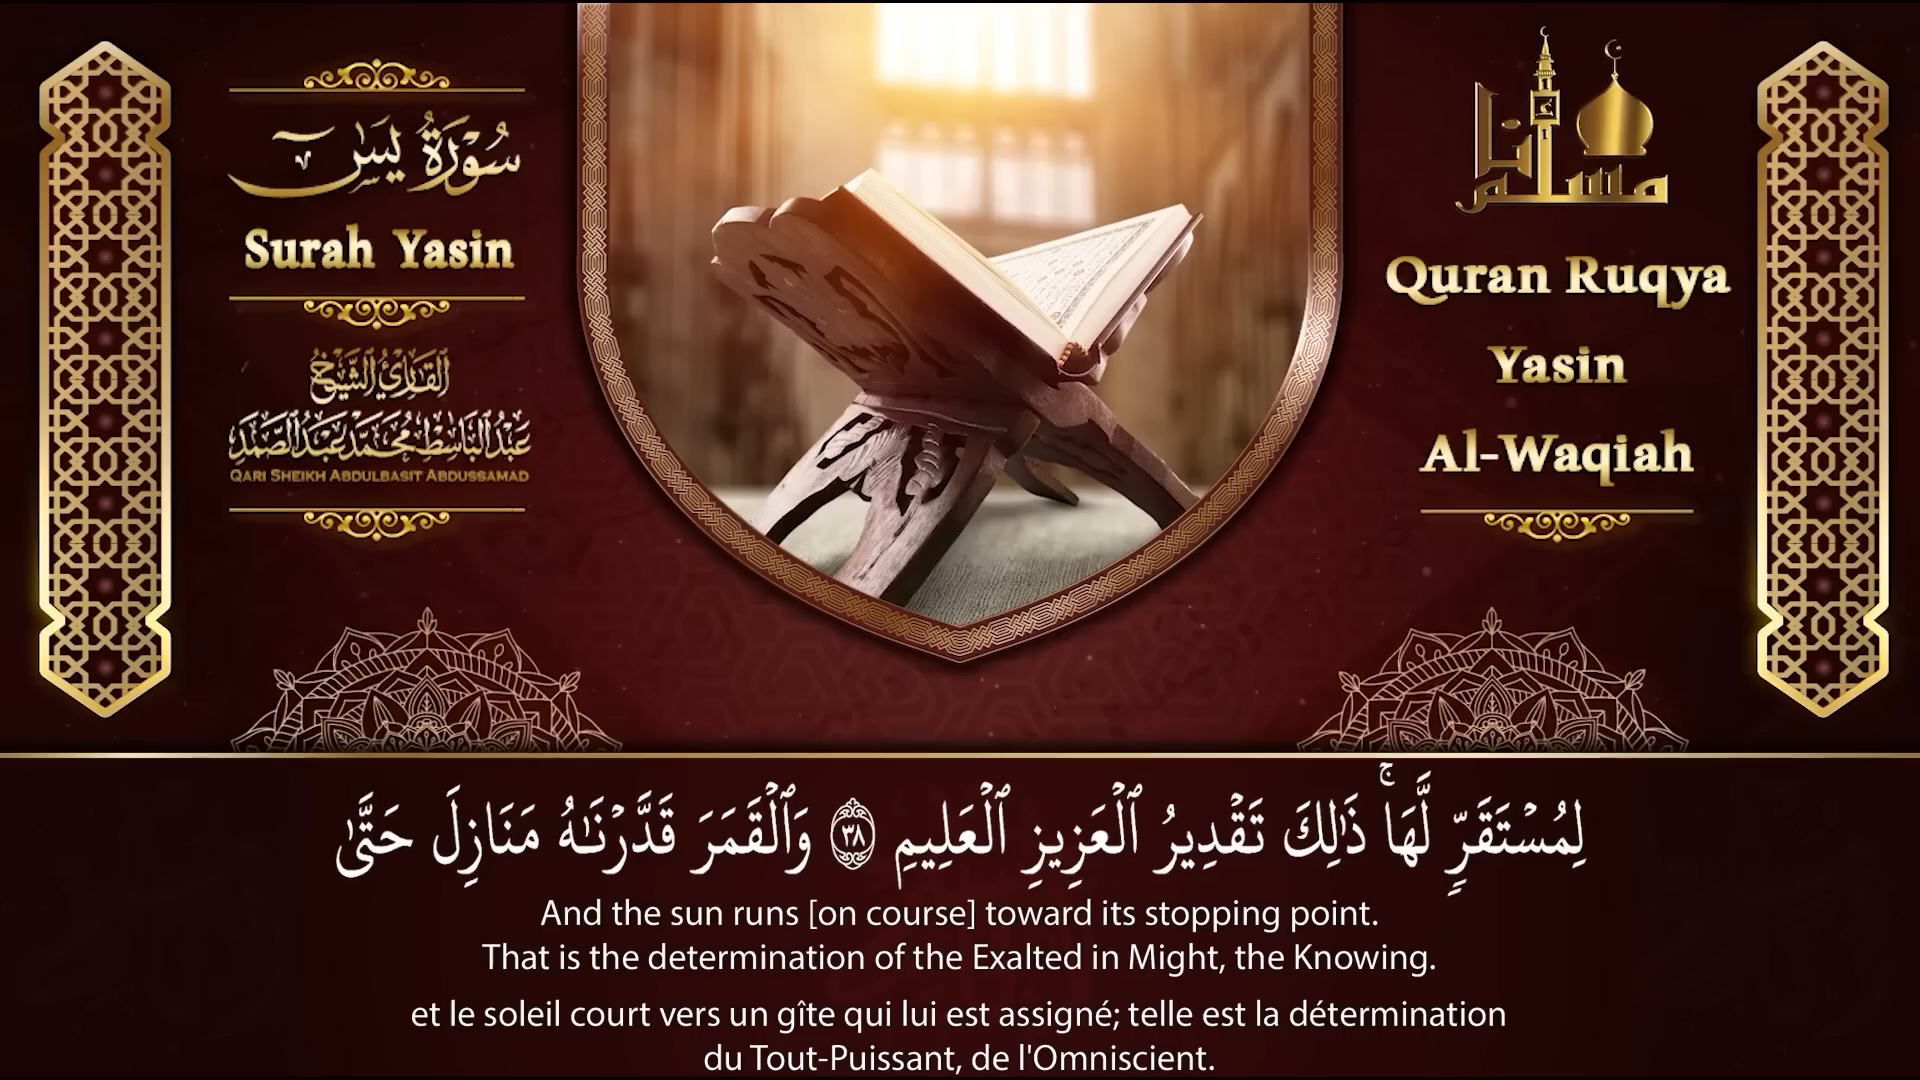 سُورَةُ يسٓ
Surah Yasin
القارئ الشيخ
عبد الباسط محمد عبد الصمد
QARI SHEIKH ABDULBASIT ABDUSSAMAD
أنا
مسلم
Quran Ruqya
Yasin
Al-Waqiah
لِمُسْتَقَرٍّ لَّهَا ۚ ذَٰلِكَ تَقْدِيرُ ٱلْعَزِيزِ ٱلْعَلِيمِ ٣٨ وَٱلْقَمَرَ قَدَّرْنَـٰهُ مَنَازِلَ حَتَّىٰ
And the sun runs [on course] toward its stopping point.
That is the determination of the Exalted in Might, the Knowing.
et le soleil court vers un gîte qui lui est assigné; telle est la détermination
du Tout-Puissant, de l'Omniscient.